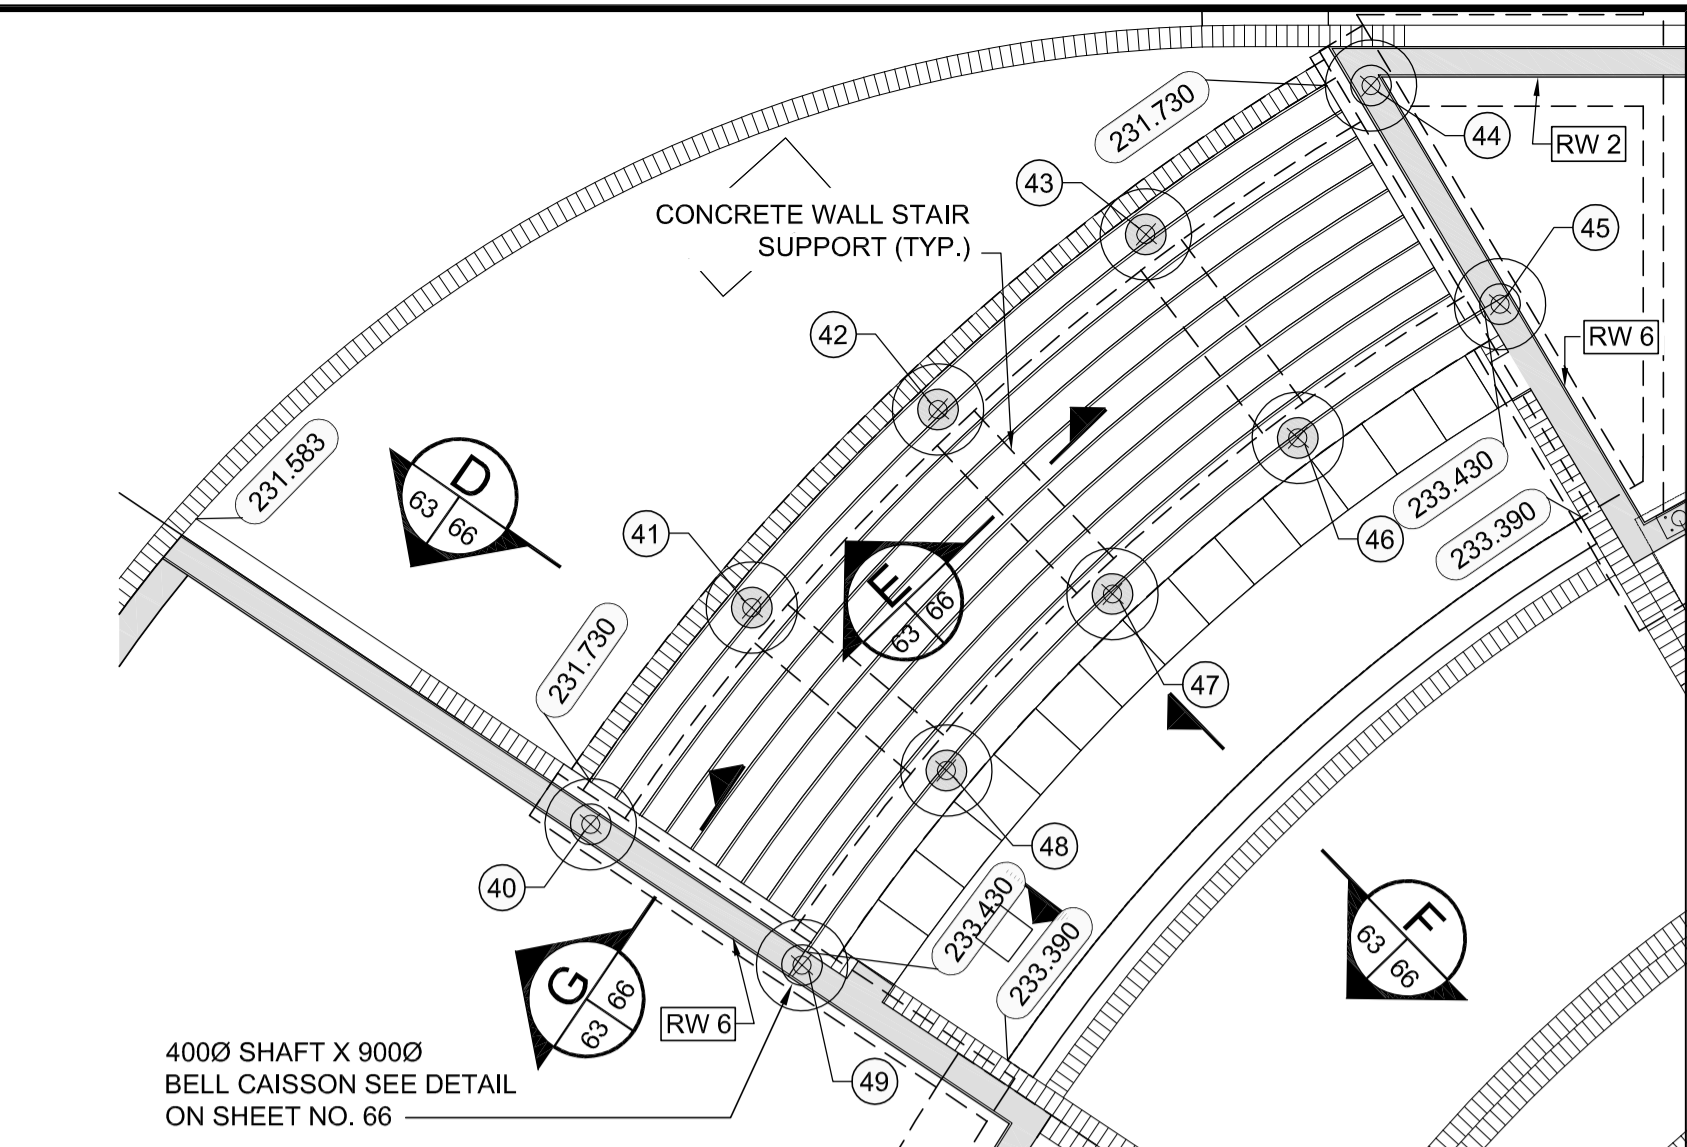 231.730
44
RW 2
43
CONCRETE WALL STAIR
SUPPORT (TYP.)
45
42
RW 6
231.583
D
63
66
233.430
46
233.390
41
E
63
66
231.730
47
48
40
233.430
233.390
F
63
66
G
63
66
RW 6
49
400Ø SHAFT X 900Ø
BELL CAISSON SEE DETAIL
ON SHEET NO. 66